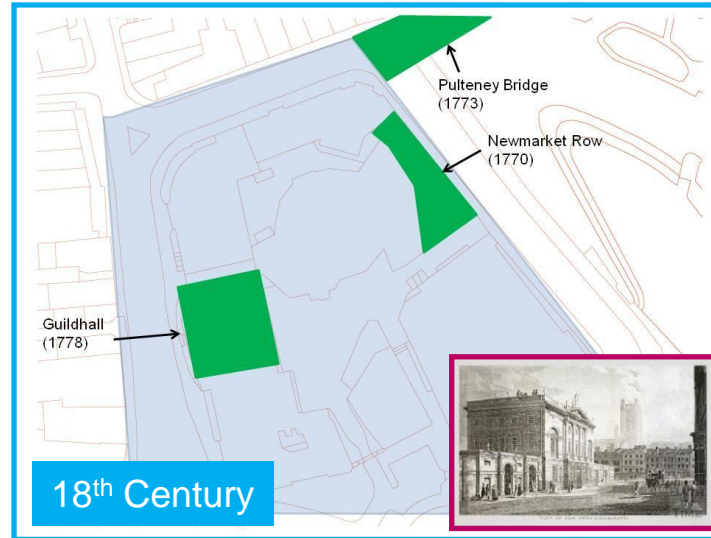 Pulteney Bridge
(1773)
Newmarket Row
(1770)
Guildhall
(1778)
18th Century